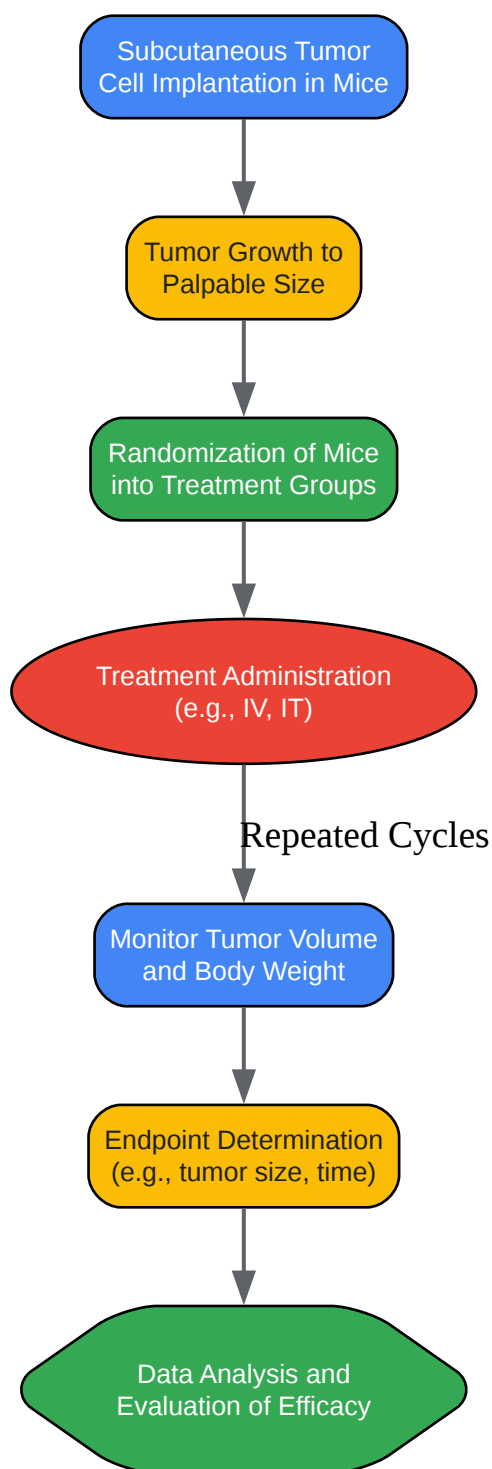 Subcutaneous Tumor
Cell Implantation in Mice
Tumor Growth to
Palpable Size
Randomization of Mice
into Treatment Groups
Treatment Administration
(e.g., IV, IT)
Repeated Cycles
Monitor Tumor Volume
and Body Weight
Endpoint Determination
(e.g., tumor size, time)
Data Analysis and
Evaluation of Efficacy